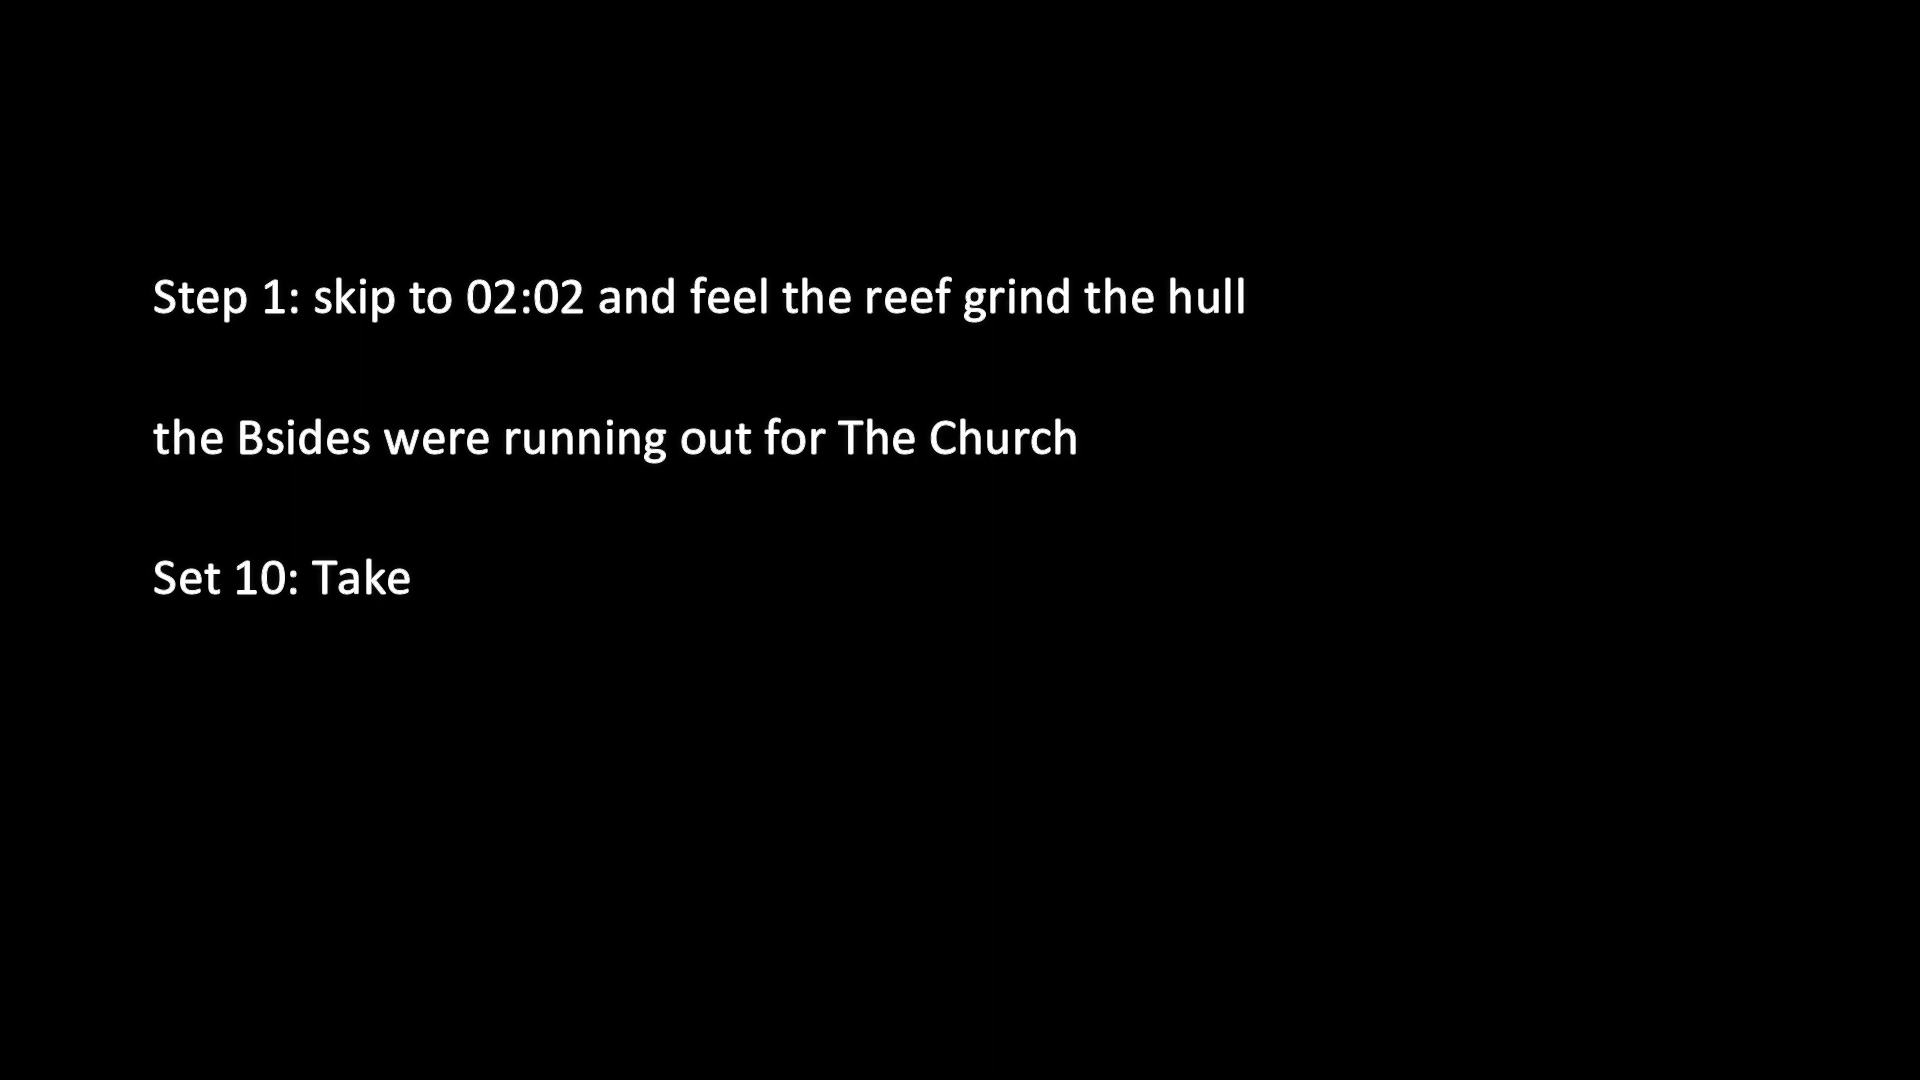 Step 1: skip to 02:02 and feel the reef grind the hull
the Bsides were running out for The Church
Set 10: Take